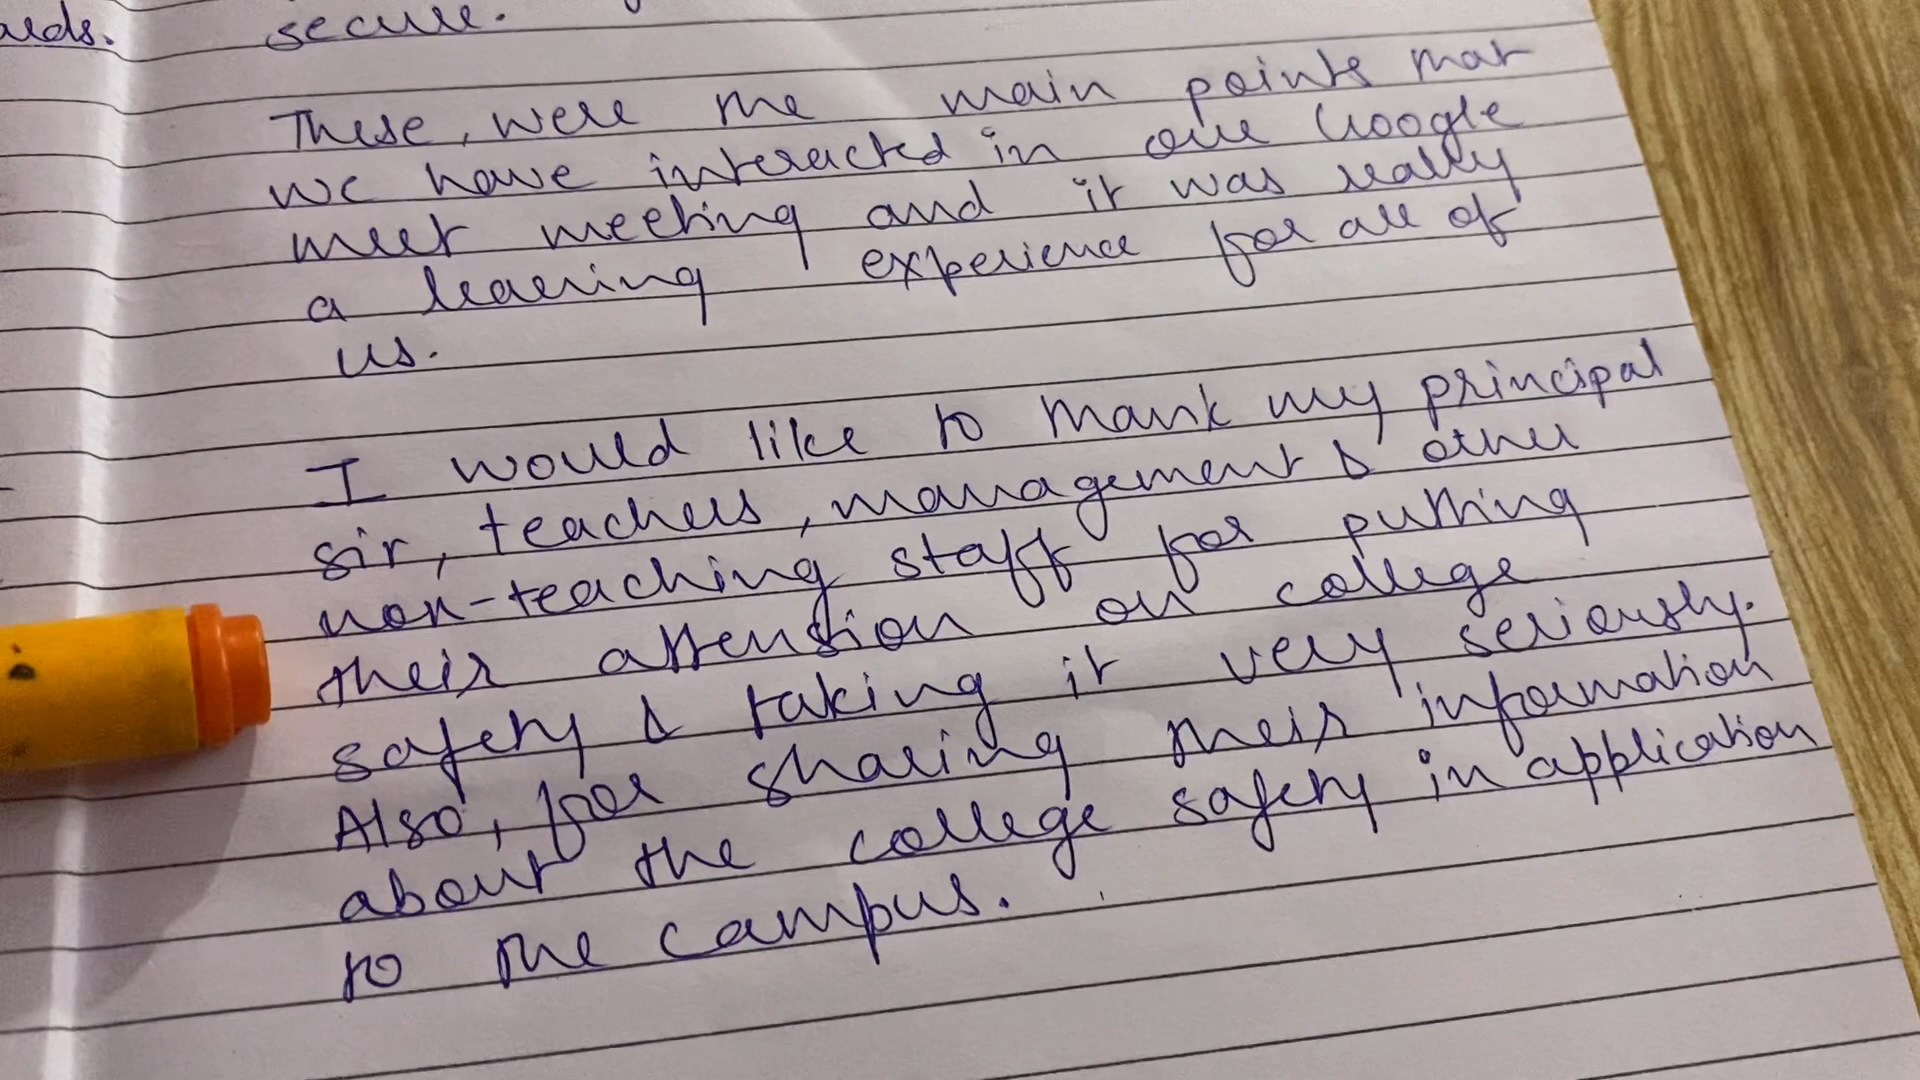 secure.
These, were the main points that
we have interacted in our Google
meet meeting and it was really
a learning experience for all of
us.
I would like to thank my principal
sir, teachers, management & other
non-teaching staff for putting
their attension on college
safety & taking it very seriously.
Also, for sharing their information
about the college safety in application
to the campus.